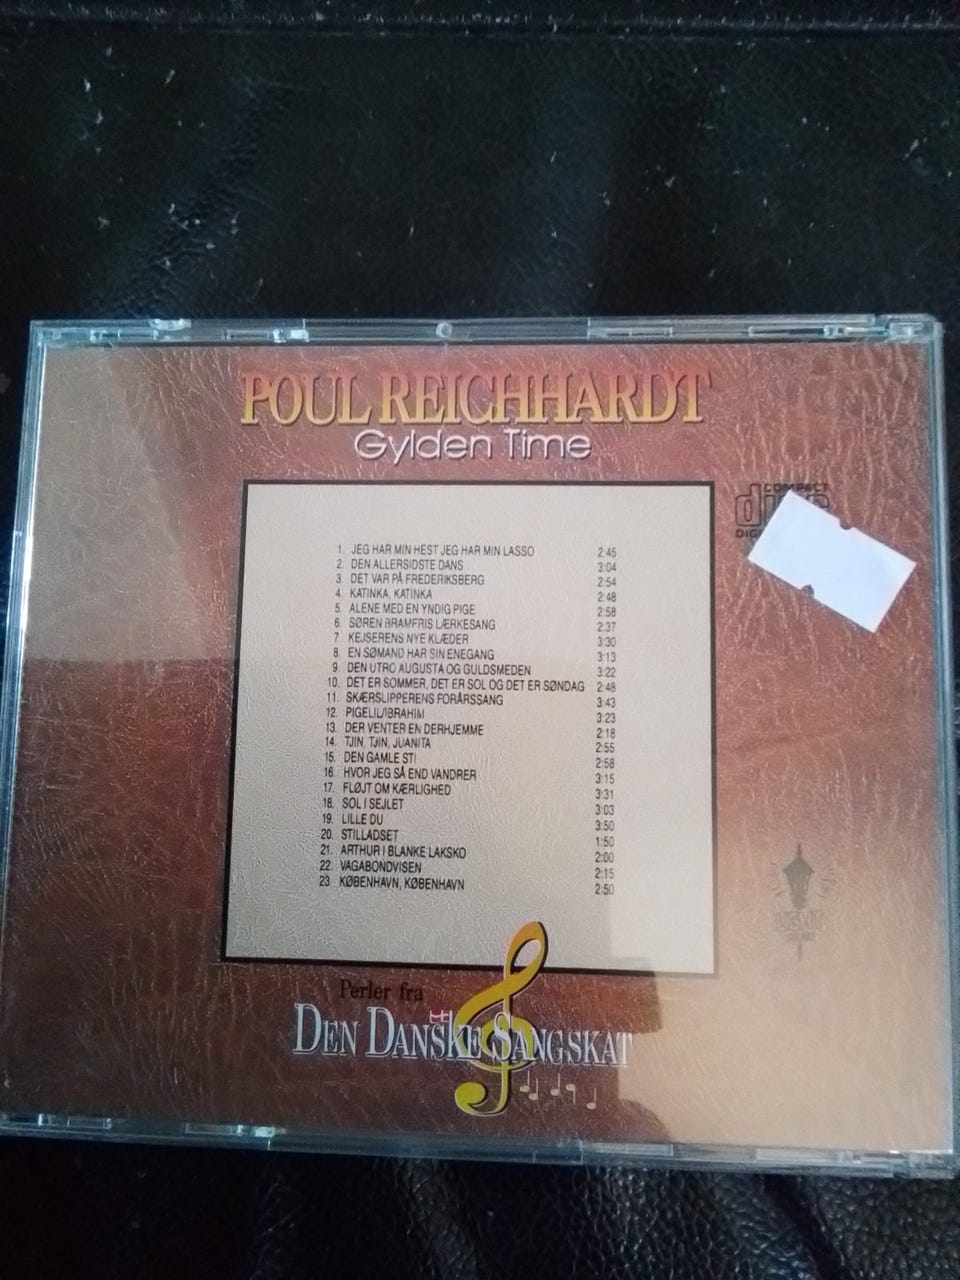 POUL REICHHARDT
Gylden Time
COMPACT
1. JEG HAR MIN HEST JEG HAR MIN LASSO 2:45
2. DEN ALLERSIDSTE DANS 3:04
3. DET VAR PÅ FREDERIKSBERG 2:54
4. KATINKA, KATINKA 2:48
5. ALENE MED EN YNDIG PIGE 2:58
6. SØREN BRAMFRIS LÆRKESANG 2:37
7. KEJSERENS NYE KLÆDER 3:30
8. EN SØMAND HAR SIN ENEGANG 3:13
9. DEN UTRO AUGUSTA OG GULDSMEDEN 3:22
10. DET ER SOMMER, DET ER SOL OG DET ER SØNDAG 2:48
11. SKÆRSLIPPERENS FORÅRSSANG 3:43
12. PIGELIL/IBRAHIM 3:23
13. DER VENTER EN DERHJEMME 2:18
14. TJIN, TJIN, JUANITA 2:55
15. DEN GAMLE STI 2:58
16. HVOR JEG SÅ END VANDRER 3:15
17. FLØJT OM KÆRLIGHED 3:31
18. SOL I SEJLET 3:03
19. LILLE DU 3:50
20. STILLADSET 1:50
21. ARTHUR I BLANKE LAKSKO 2:00
22. VAGABONDVISEN 2:15
23. KØBENHAVN, KØBENHAVN 2:50
Perler fra
DEN DANSKE SANGSKAT